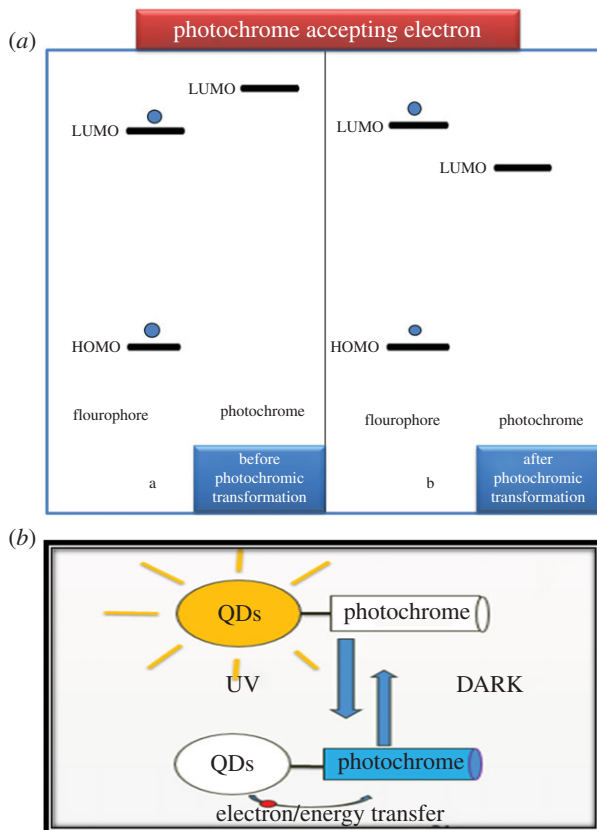 (a)
photochrome accepting electron
LUMO
LUMO
HOMO
flourophore
photochrome
a
before
photochromic
transformation
LUMO
LUMO
HOMO
flourophore
photochrome
b
after
photochromic
transformation
(b)
QDs
photochrome
UV
DARK
QDs
photochrome
electron/energy transfer